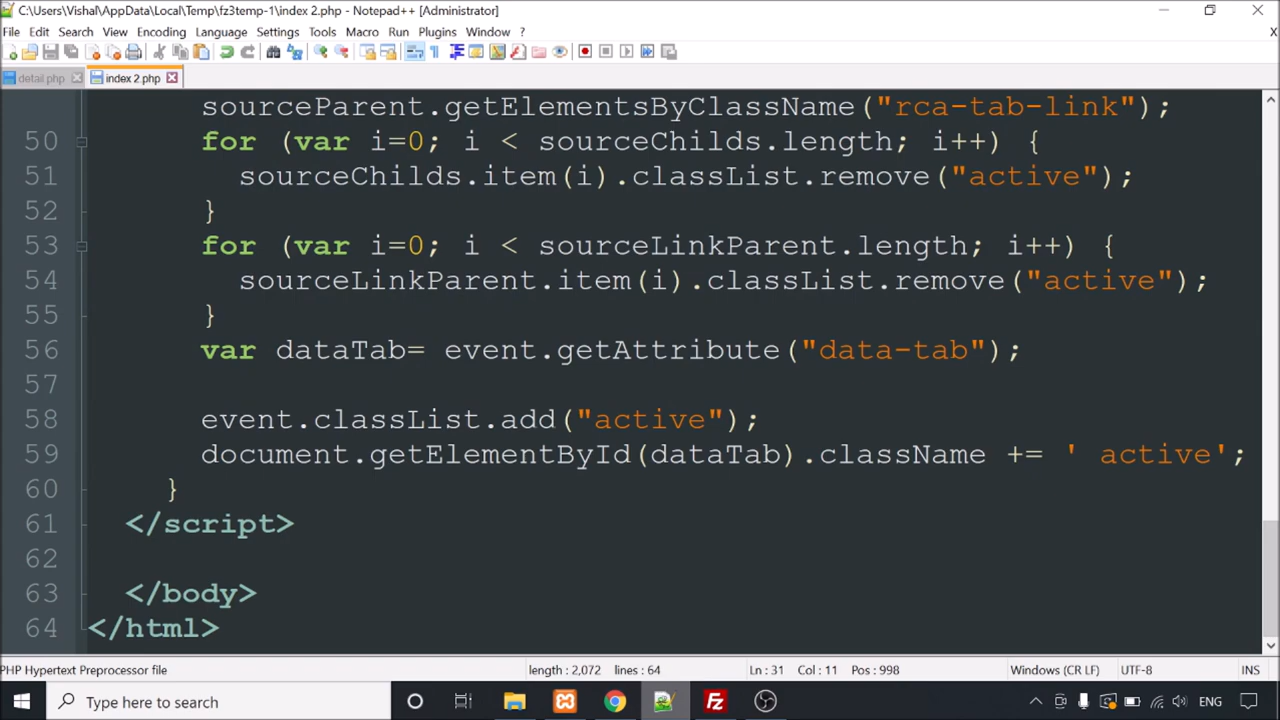 C:\Users\Vishal\AppData\Local\Temp\fz3temp-1\index 2.php - Notepad++ [Administrator]
File Edit Search View Encoding Language Settings Tools Macro Run Plugins Window ? X
detail.php index 2.php
sourceParent.getElementsByClassName("rca-tab-link");
50 for (var i=0; i < sourceChilds.length; i++) {
51 sourceChilds.item(i).classList.remove("active");
52 }
53 for (var i=0; i < sourceLinkParent.length; i++) {
54 sourceLinkParent.item(i).classList.remove("active");
55 }
56 var dataTab= event.getAttribute("data-tab");
57
58 event.classList.add("active");
59 document.getElementById(dataTab).className += ' active';
60 }
61 </script>
62
63 </body>
64 </html>
PHP Hypertext Preprocessor file length : 2,072 lines : 64 Ln : 31 Col : 11 Pos : 998 Windows (CR LF) UTF-8 INS
Type here to search ENG